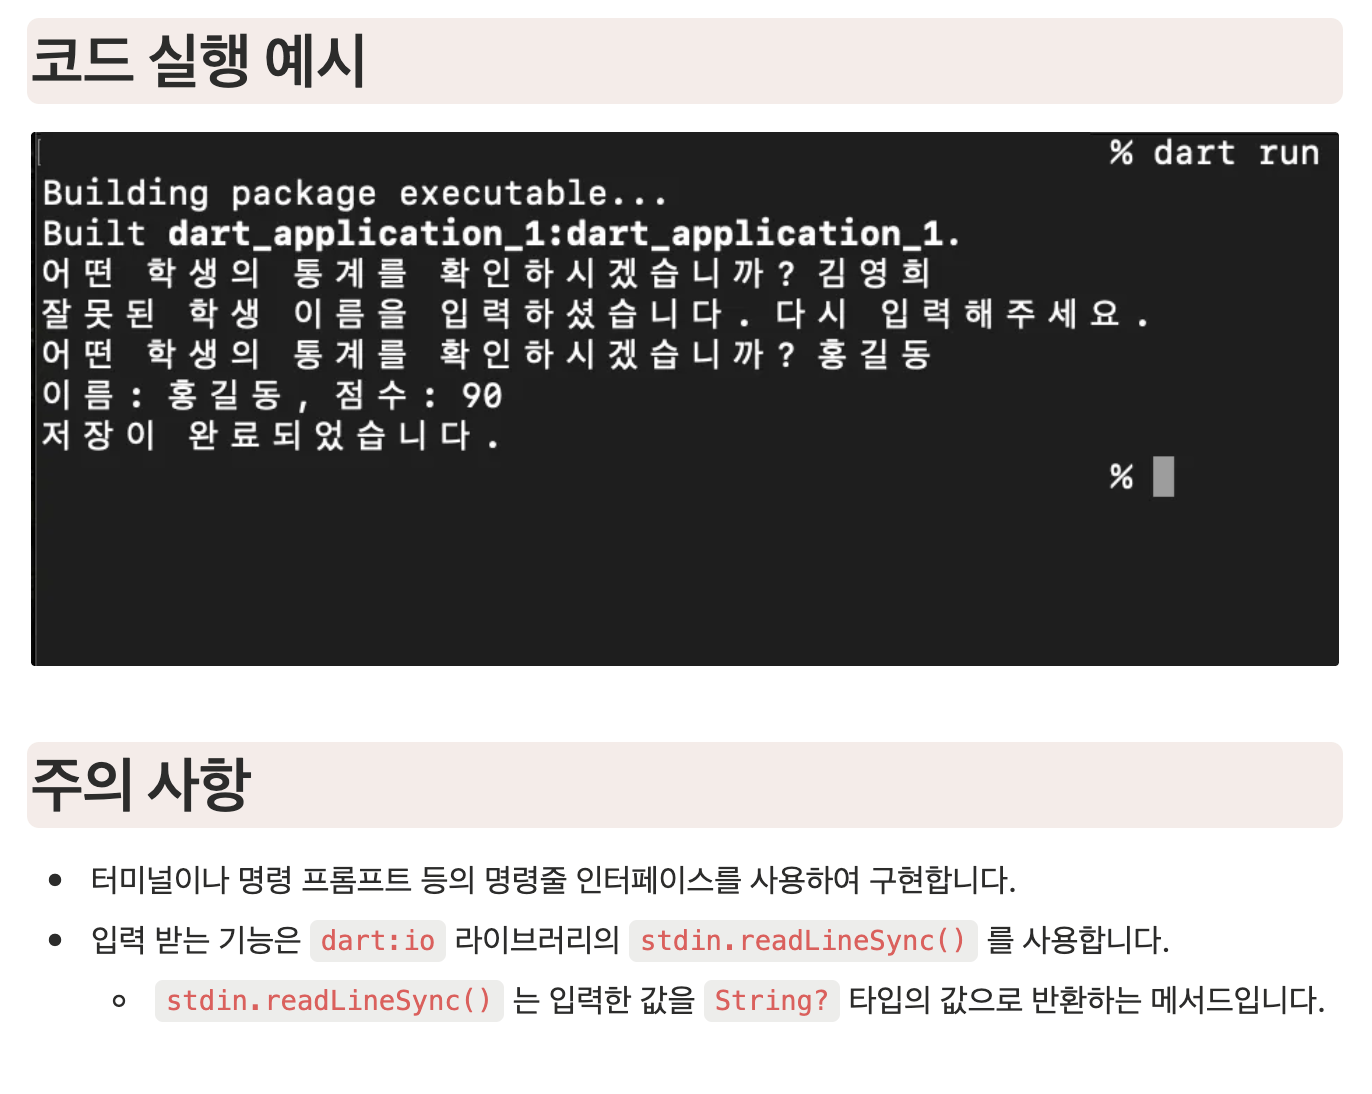 코드 실행 예시
% dart run
Building package executable...
Built dart_application_1:dart_application_1.
어떤 학생의 통계를 확인하시겠습니까? 김영희
잘못된 학생 이름을 입력하셨습니다. 다시 입력해주세요.
어떤 학생의 통계를 확인하시겠습니까? 홍길동
이름: 홍길동, 점수: 90
저장이 완료되었습니다.
%
주의 사항
• 터미널이나 명령 프롬프트 등의 명령줄 인터페이스를 사용하여 구현합니다.
• 입력 받는 기능은 dart:io 라이브러리의 stdin.readLineSync() 를 사용합니다.
◦ stdin.readLineSync() 는 입력한 값을 String? 타입의 값으로 반환하는 메서드입니다.